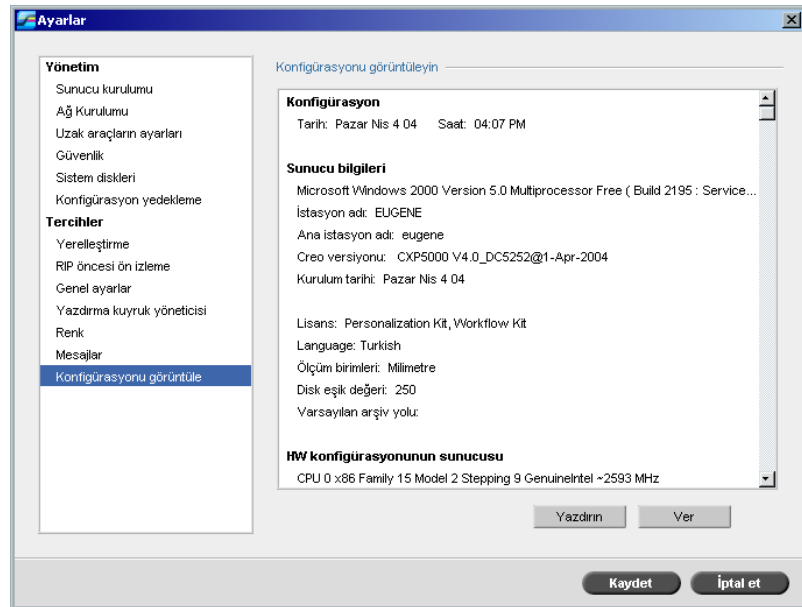 Ayarlar
Yönetim
Sunucu kurulumu
Ağ Kurulumu
Uzak araçların ayarları
Güvenlik
Sistem diskleri
Konfigürasyon yedekleme
Tercihler
Yerelleştirme
RIP öncesi ön izleme
Genel ayarlar
Yazdırma kuyruk yöneticisi
Renk
Mesajlar
Konfigürasyonu görüntüle
Konfigürasyonu görüntüleyin
Konfigürasyon
Tarih: Pazar Nis 4 04 Saat: 04:07 PM
Sunucu bilgileri
Microsoft Windows 2000 Version 5.0 Multiprocessor Free ( Build 2195 : Service...
İstasyon adı: EUGENE
Ana istasyon adı: eugene
Creo versiyonu: CXP5000 V4.0_DC5252@1-Apr-2004
Kurulum tarihi: Pazar Nis 4 04
Lisans: Personalization Kit, Workflow Kit
Language: Turkish
Ölçüm birimleri: Milimetre
Disk eşik değeri: 250
Varsayılan arşiv yolu:
HW konfigürasyonunun sunucusu
CPU 0 x86 Family 15 Model 2 Stepping 9 GenuineIntel ~2593 MHz
Yazdırın
Ver
Kaydet
İptal et